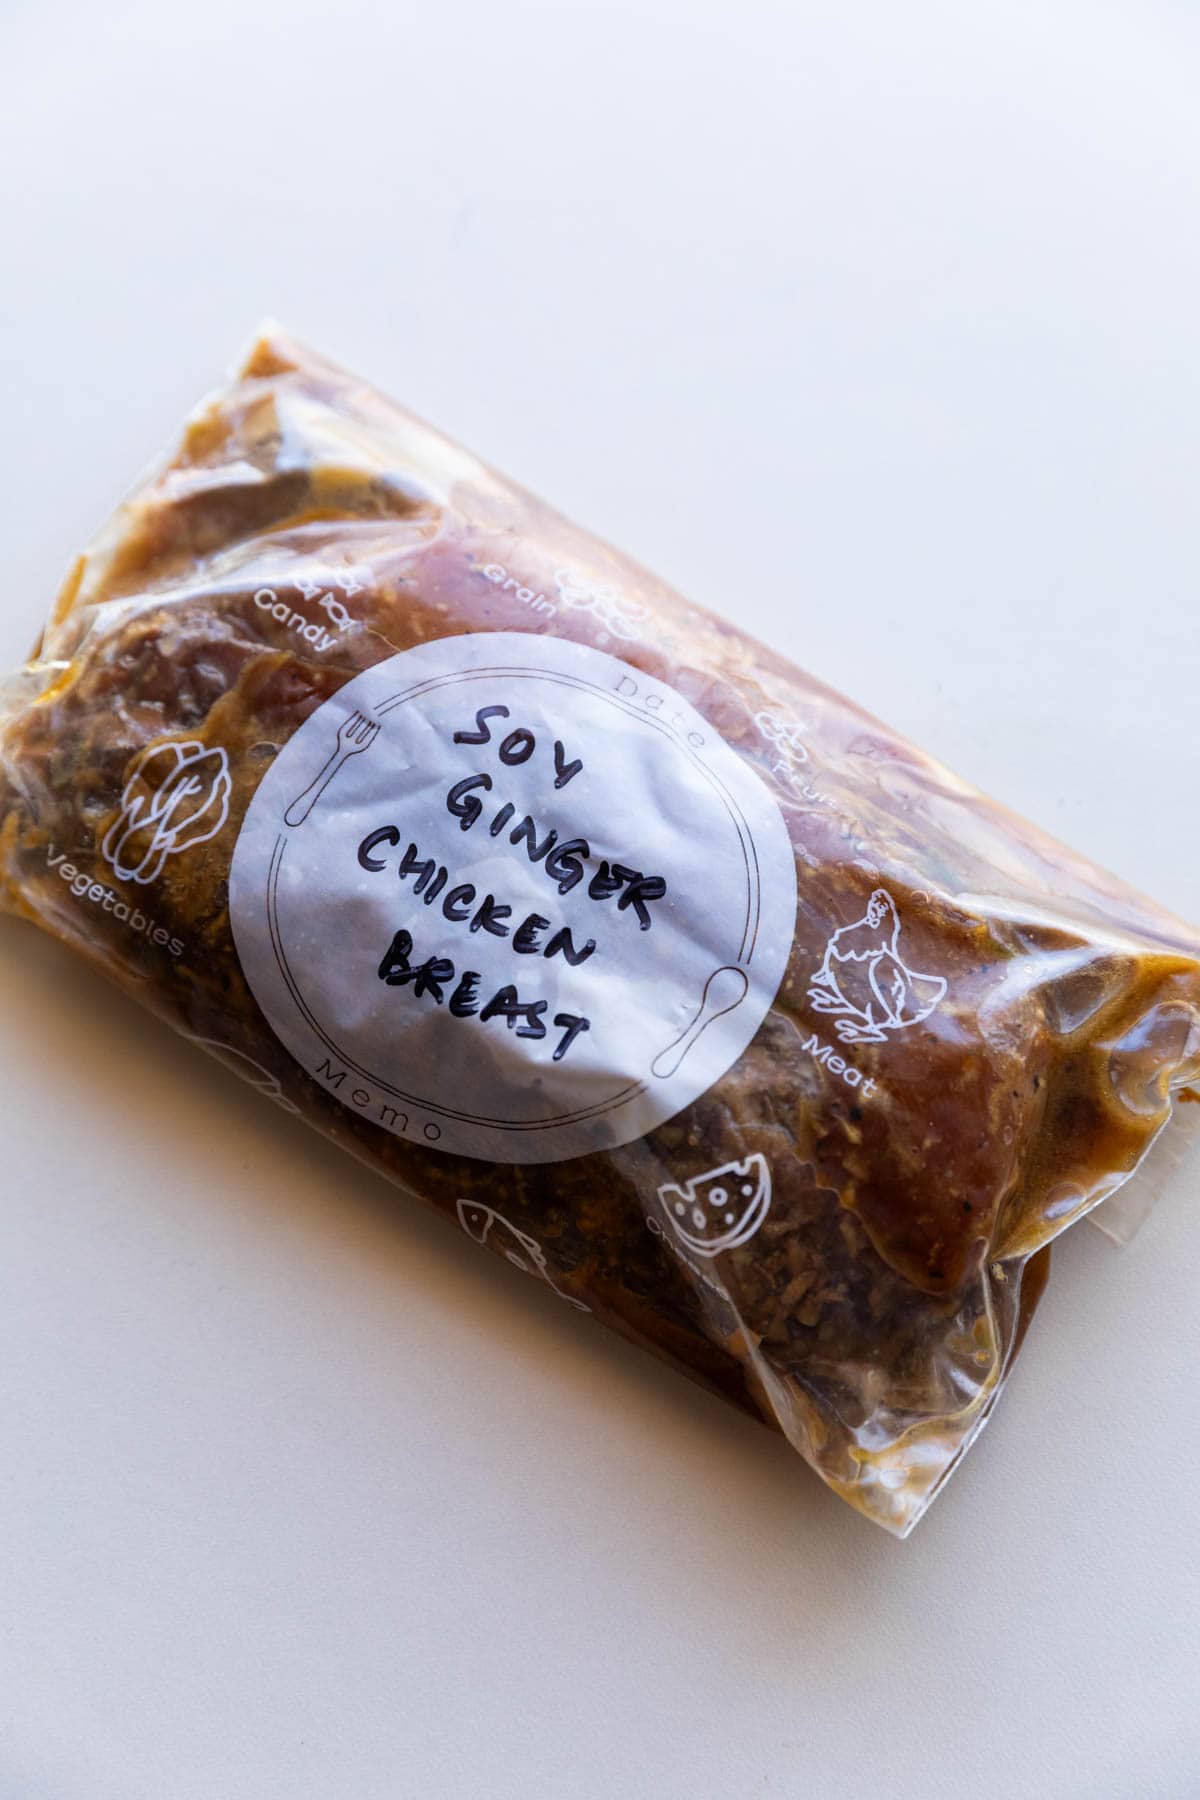 Candy
Grain
Date
SOY
GINGER
CHICKEN
BREAST
Vegetables
Meat
Memo